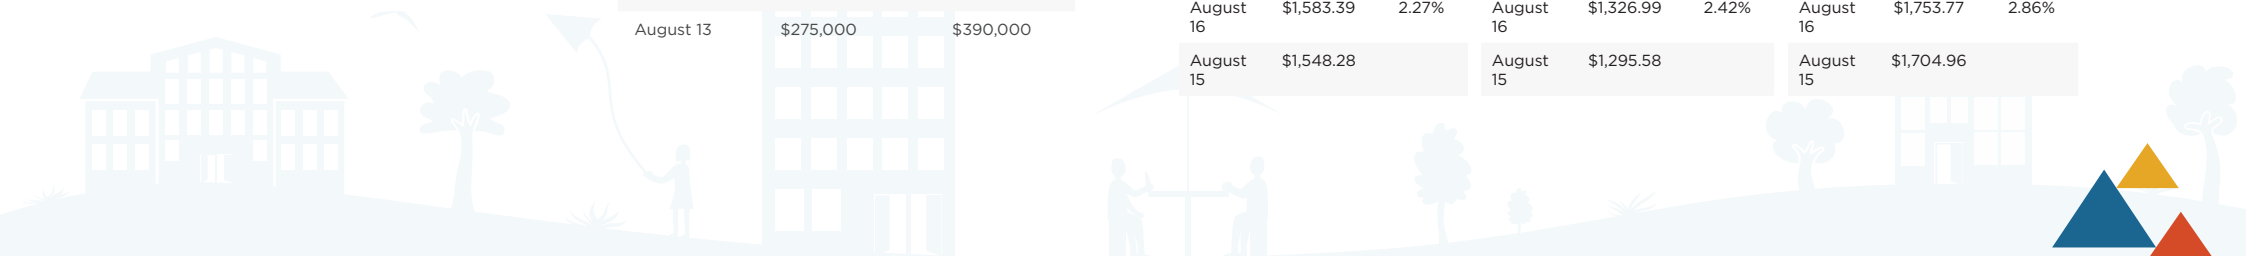 August 13 $275,000 $390,000
August $1,583.39 2.27%
16
August $1,548.28
15
August $1,326.99 2.42%
16
August $1,295.58
15
August $1,753.77 2.86%
16
August $1,704.96
15